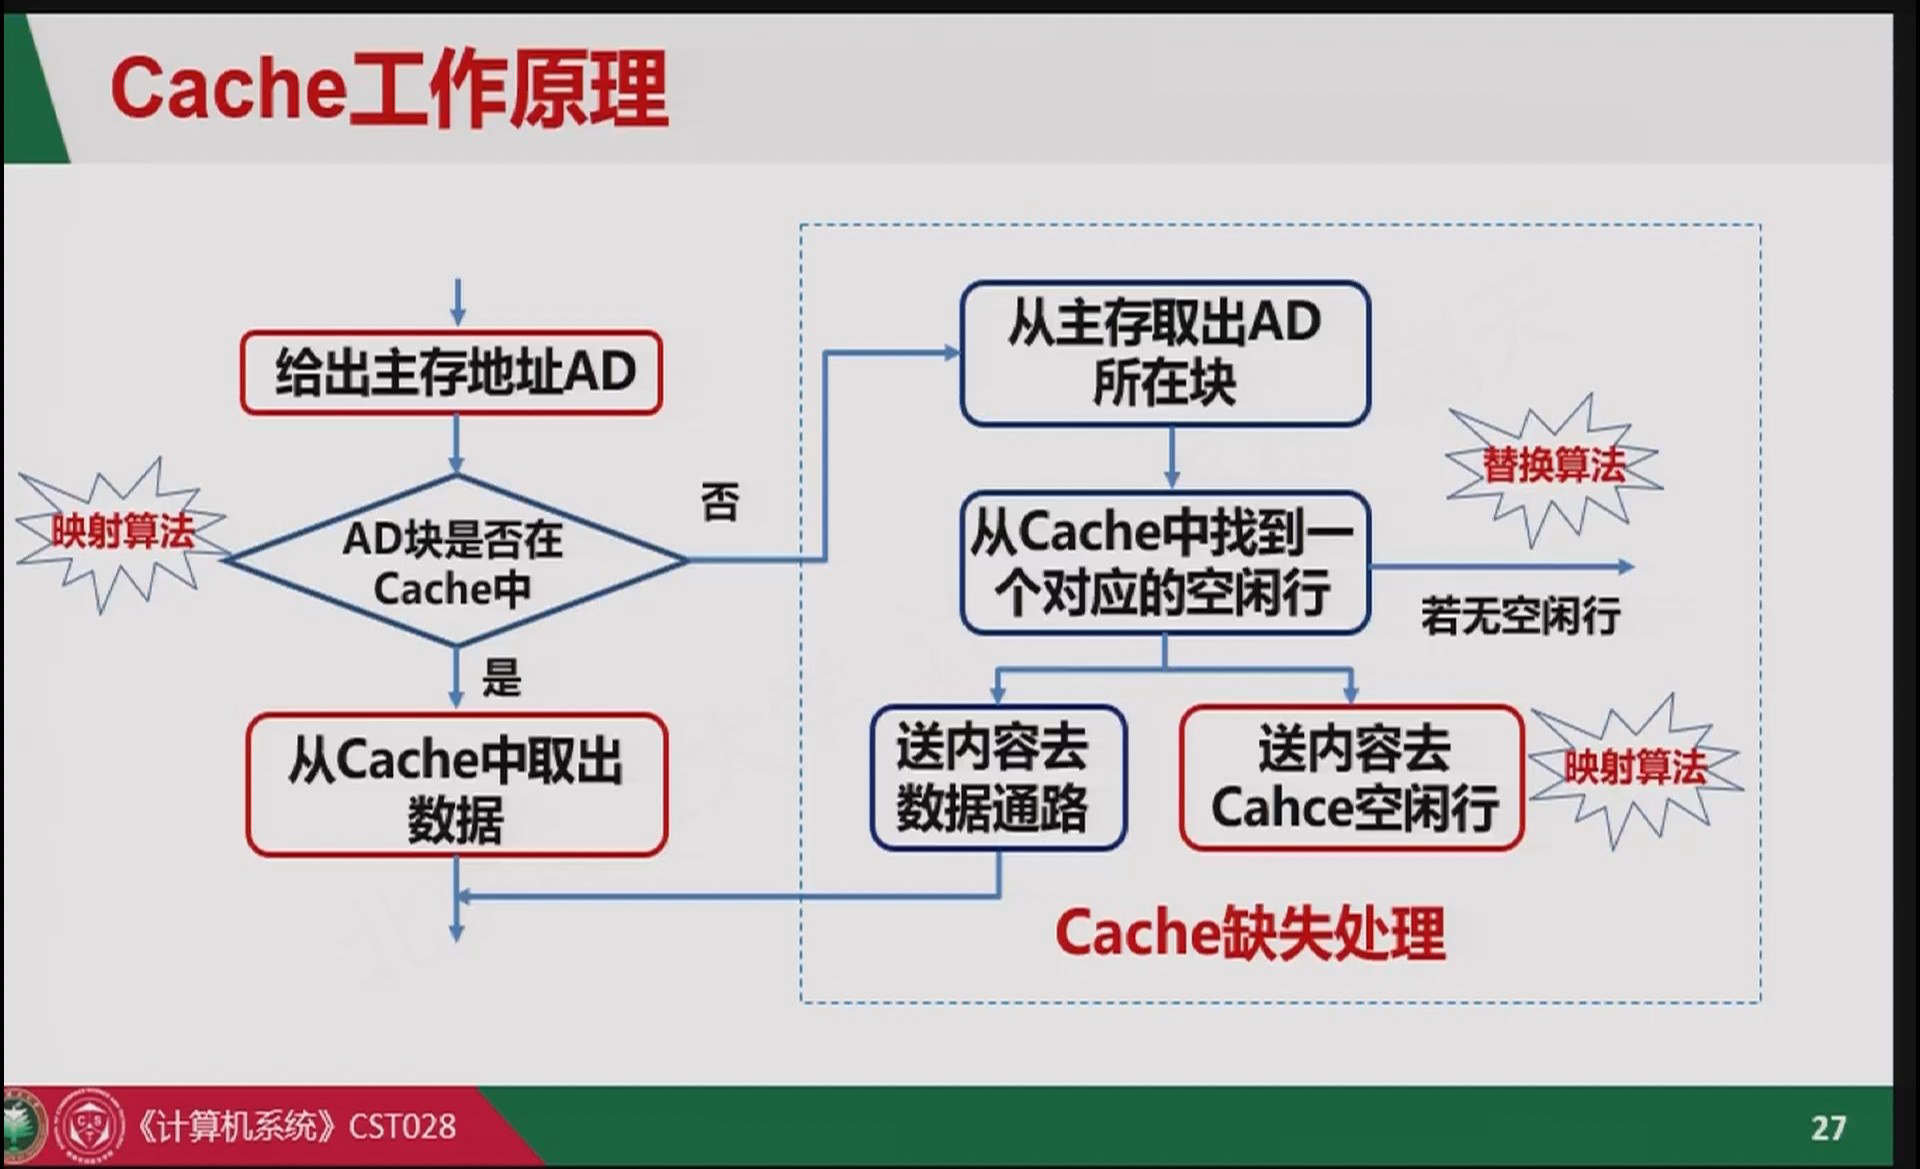 Cache工作原理
给出主存地址AD
映射算法
AD块是否在
Cache中
否
是
从Cache中取出
数据
从主存取出AD
所在块
替换算法
从Cache中找到一
个对应的空闲行
若无空闲行
送内容去
数据通路
送内容去
Cahce空闲行
映射算法
Cache缺失处理
《计算机系统》CST028
27